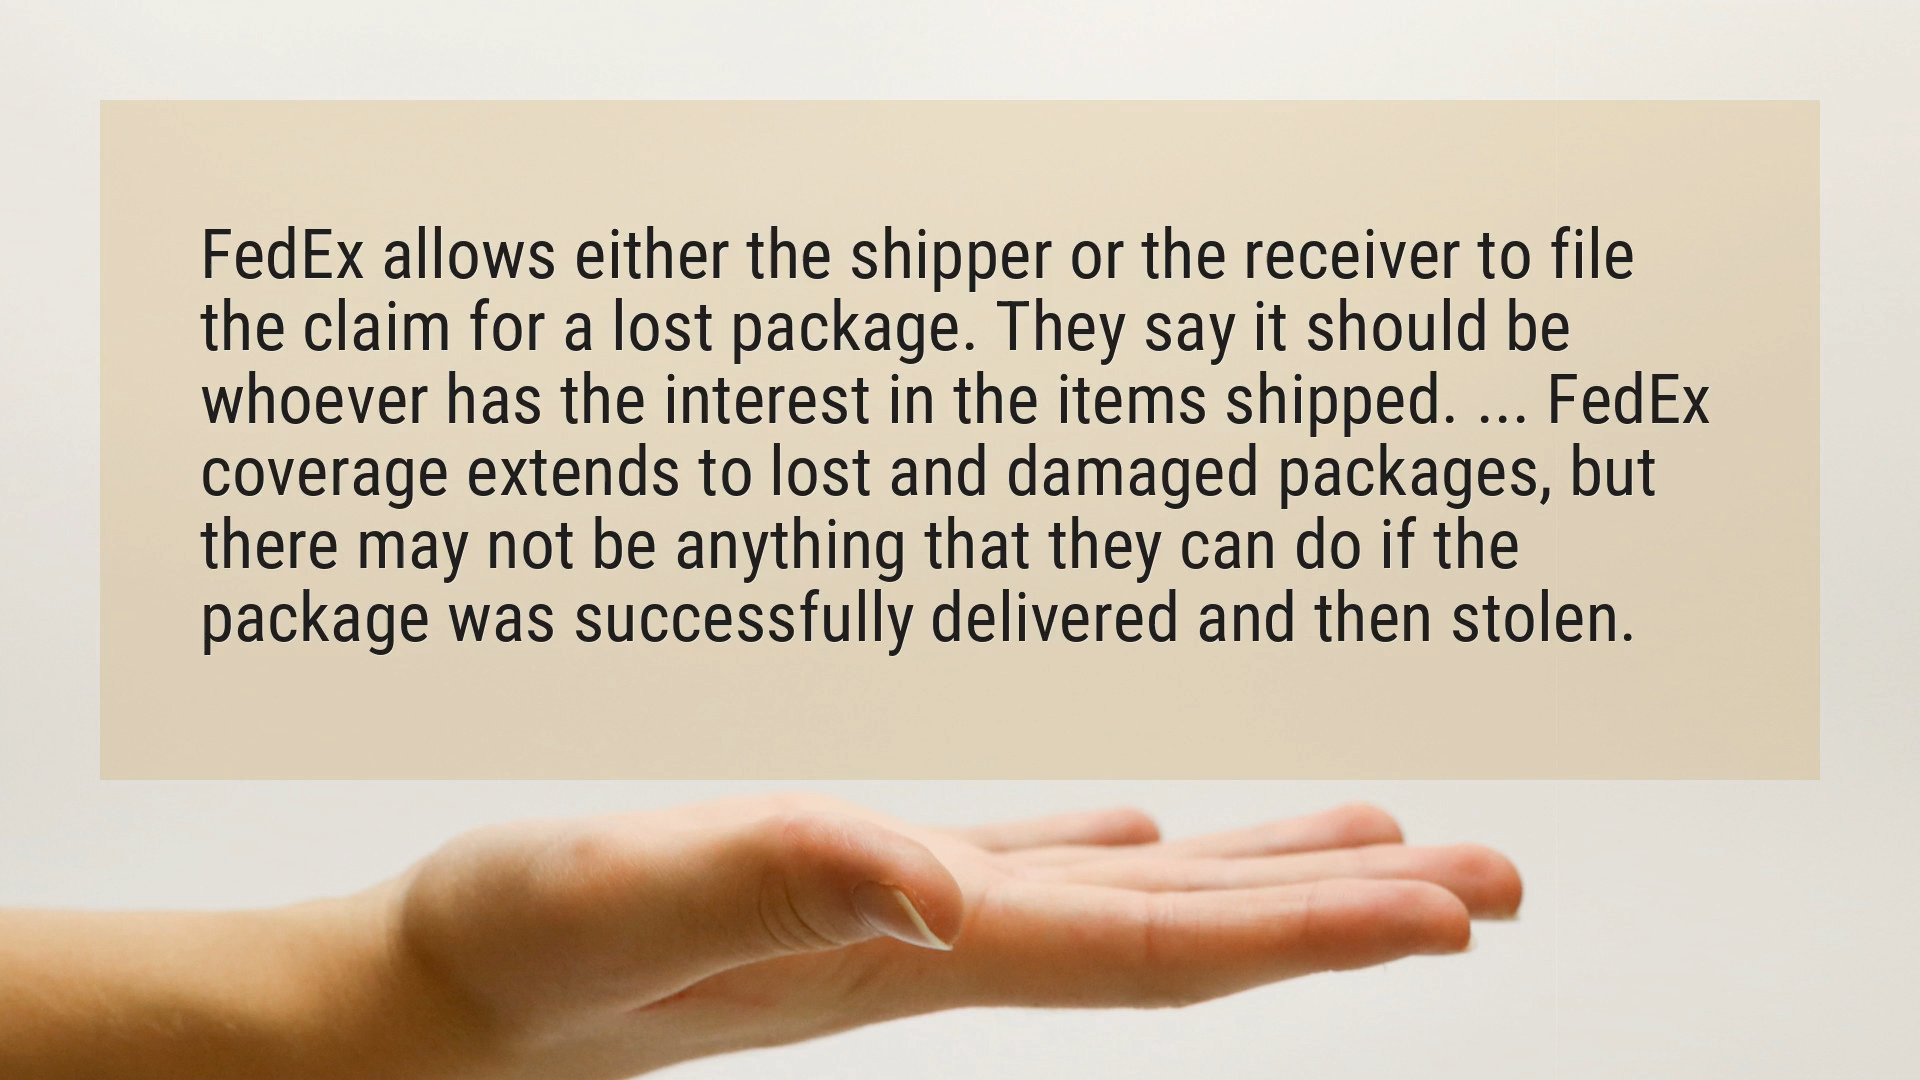 FedEx allows either the shipper or the receiver to file
the claim for a lost package. They say it should be
whoever has the interest in the items shipped. ... FedEx
coverage extends to lost and damaged packages, but
there may not be anything that they can do if the
package was successfully delivered and then stolen.